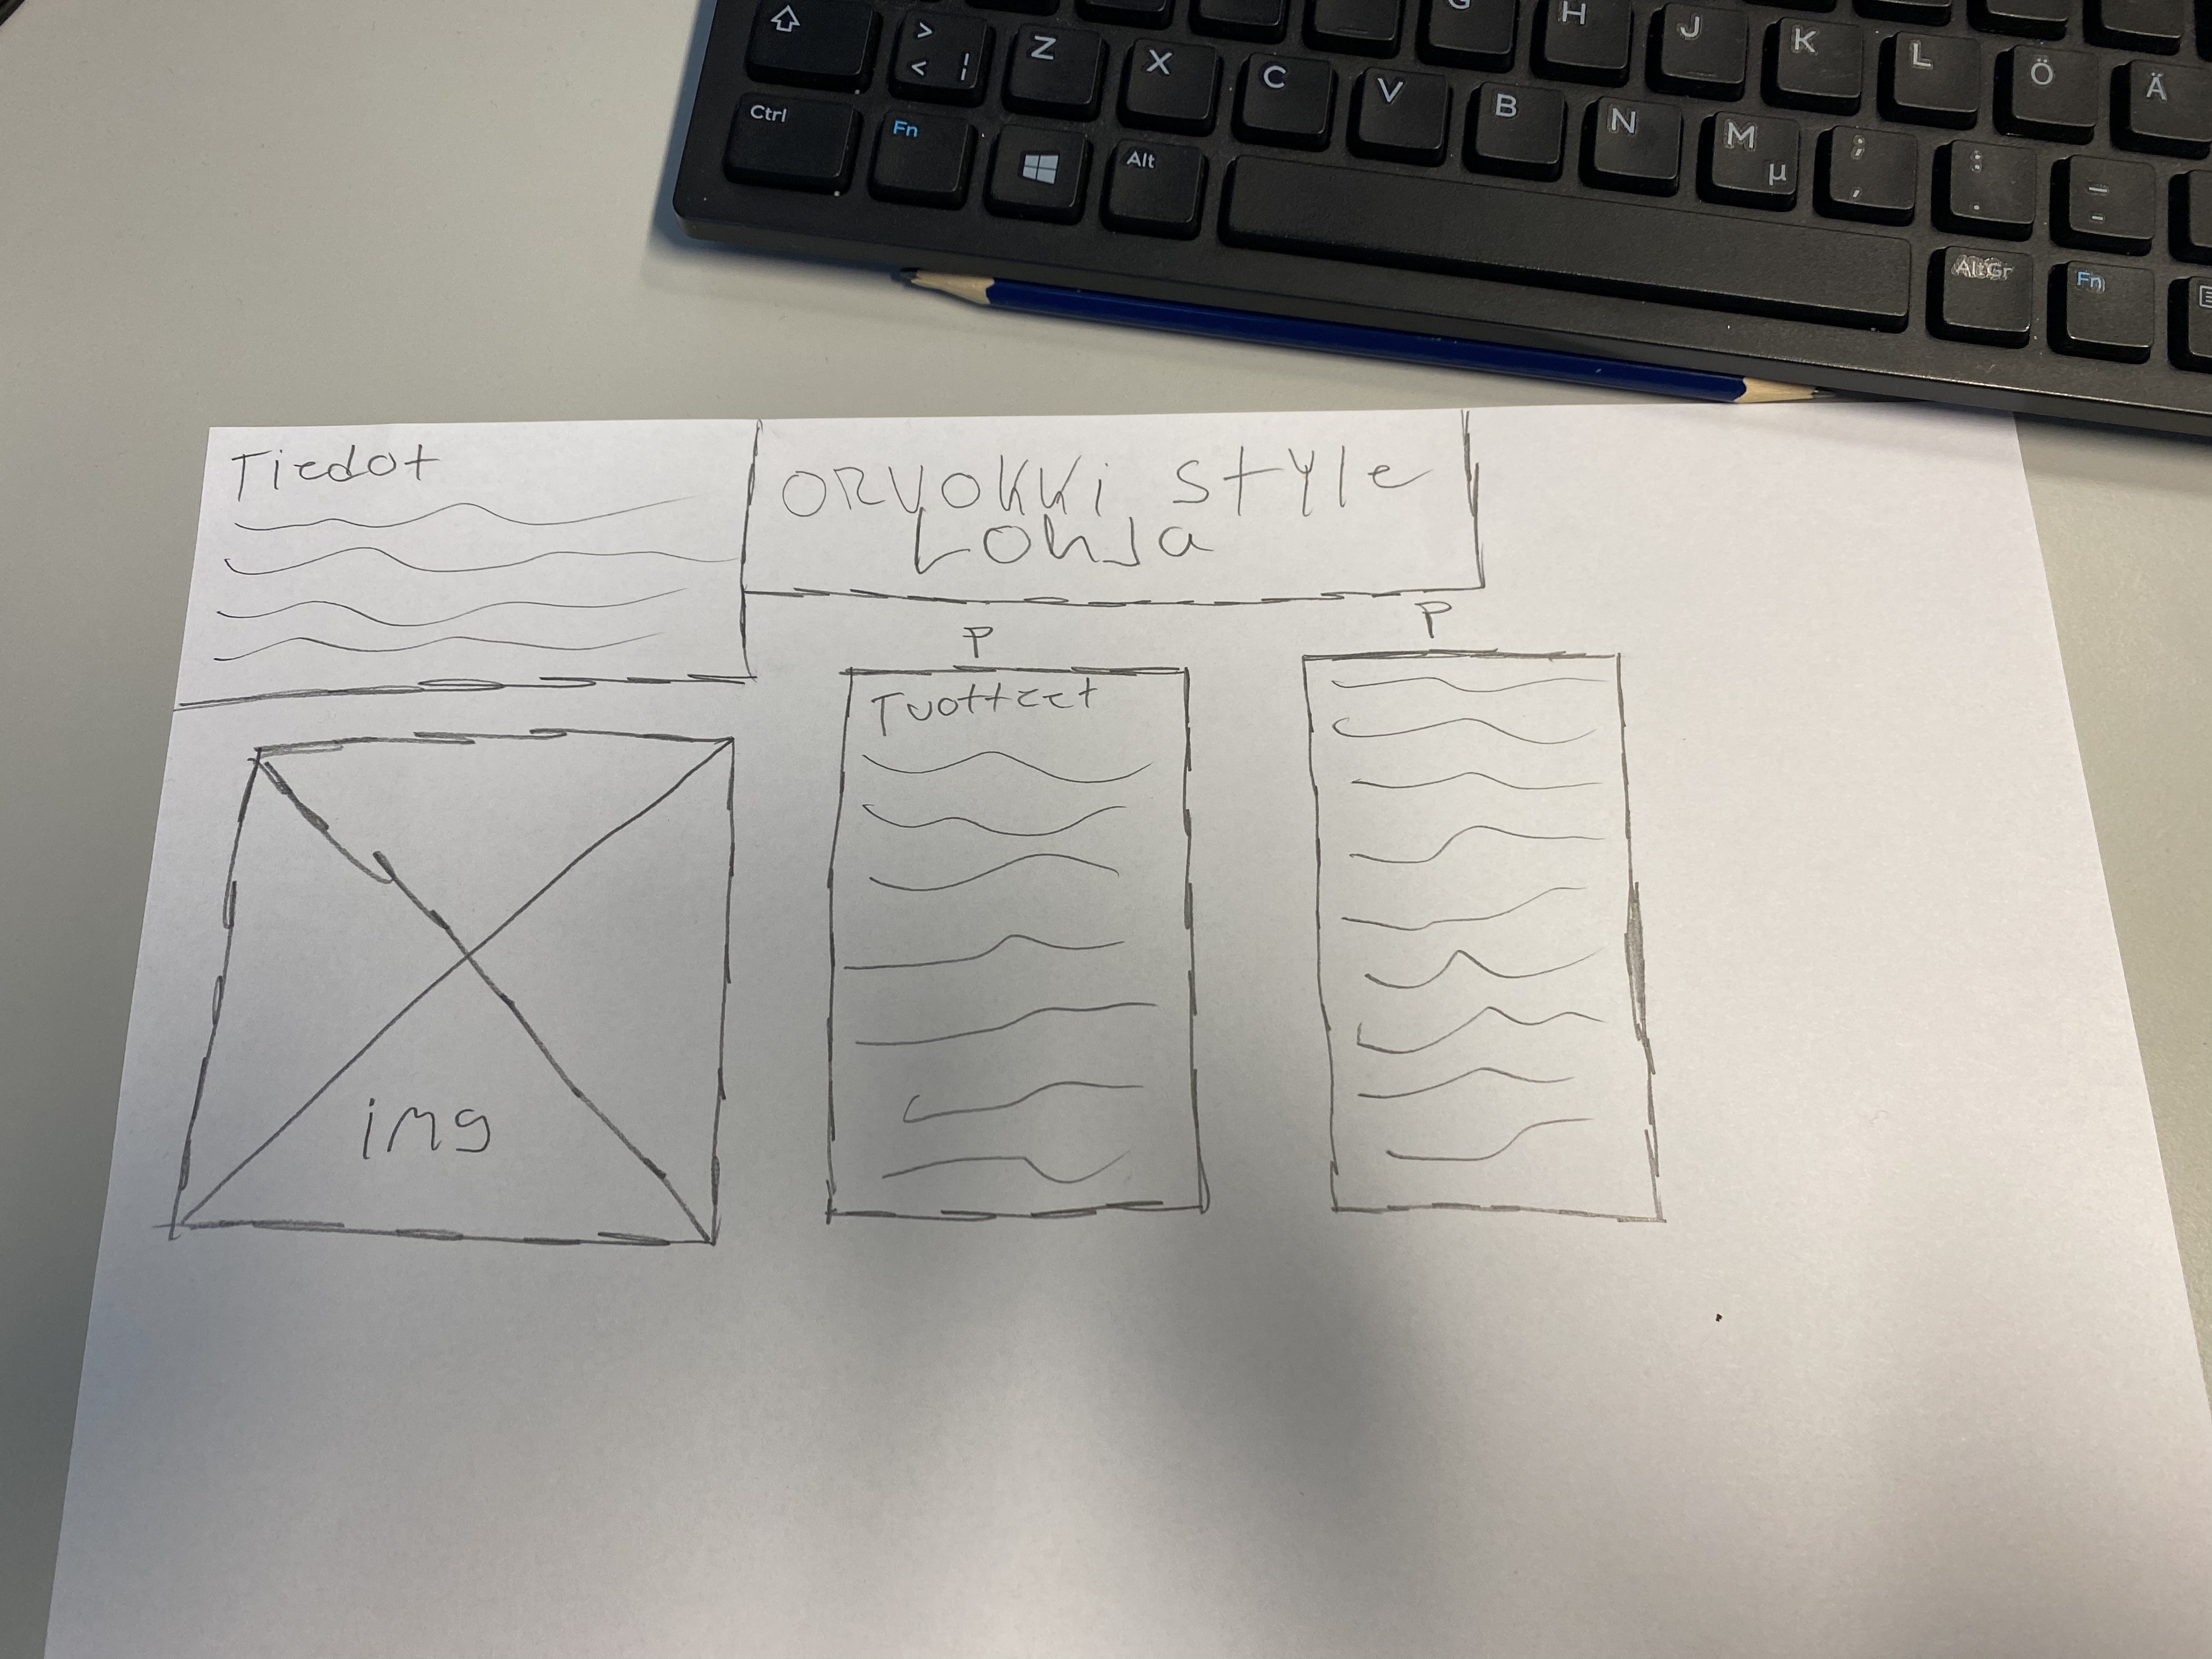 Tiedot
ORVOKKi STYLe
LOHJa
P
P
img
Tuotteet
Ctrl
Fn
Alt
< > |
Z
X
C
V
B
N
M µ
, ;
. :
- _
AltGr
Fn
G
H
J
K
L
Ö
Ä